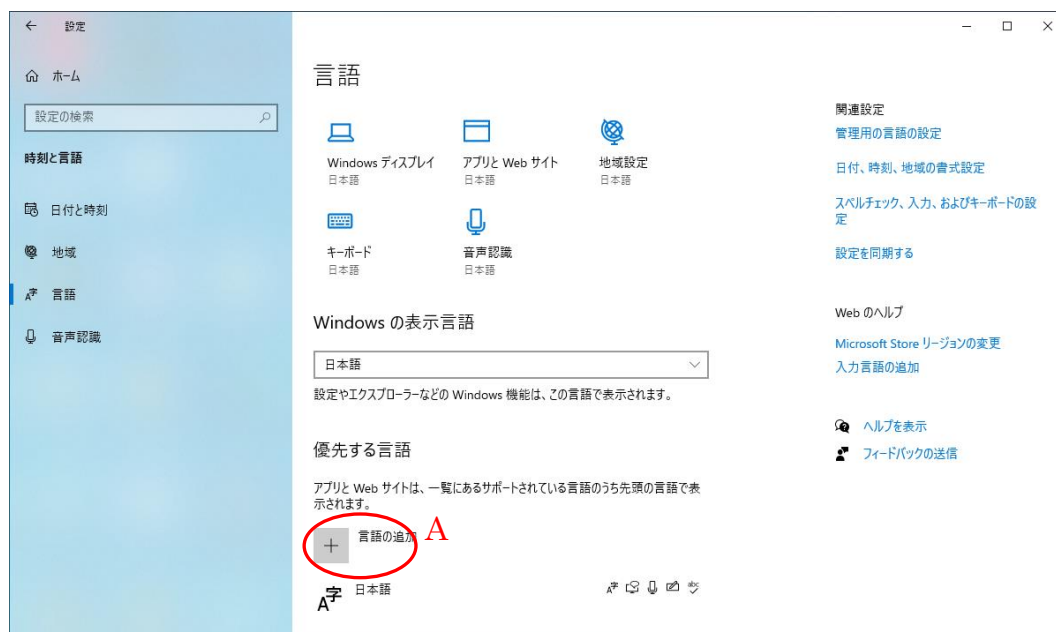 設定
ホーム
設定の検索
時刻と言語
日付と時刻
地域
言語
音声認識
言語
Windows ディスプレイ
日本語
アプリと Web サイト
日本語
地域設定
日本語
キーボード
日本語
音声認識
日本語
Windows の表示言語
日本語
設定やエクスプローラーなどの Windows 機能は、この言語で表示されます。
優先する言語
アプリと Web サイトは、一覧にあるサポートされている言語のうち先頭の言語で表
示されます。
言語の追加
A
日本語
関連設定
管理用の言語の設定
日付、時刻、地域の書式設定
スペルチェック、入力、およびキーボードの設
定
設定を同期する
Web のヘルプ
Microsoft Store リージョンの変更
入力言語の追加
ヘルプを表示
フィードバックの送信